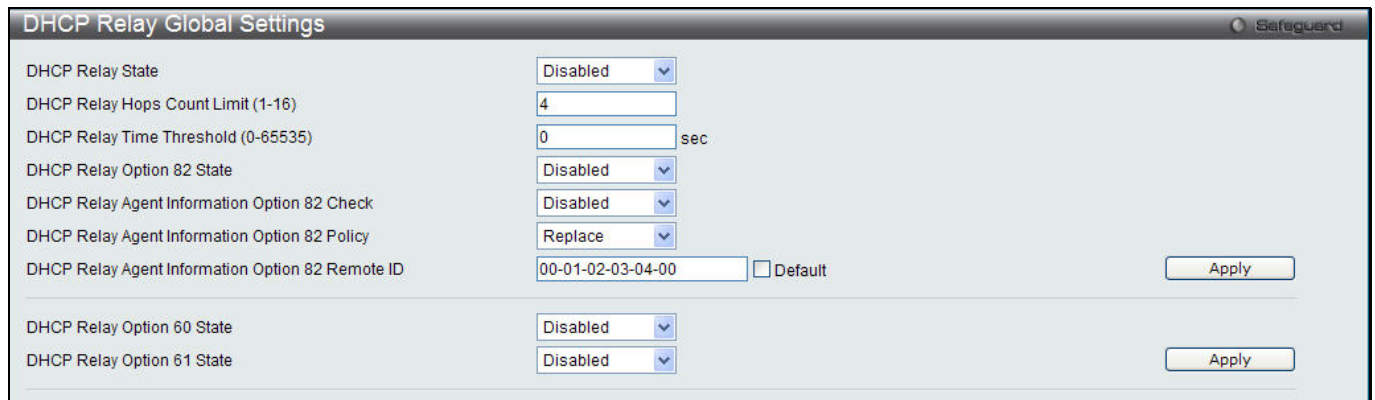 DHCP Relay Global Settings
Safeguard
DHCP Relay State Disabled
DHCP Relay Hops Count Limit (1-16) 4
DHCP Relay Time Threshold (0-65535) 0 sec
DHCP Relay Option 82 State Disabled
DHCP Relay Agent Information Option 82 Check Disabled
DHCP Relay Agent Information Option 82 Policy Replace
DHCP Relay Agent Information Option 82 Remote ID 00-01-02-03-04-00 Default Apply
DHCP Relay Option 60 State Disabled
DHCP Relay Option 61 State Disabled Apply